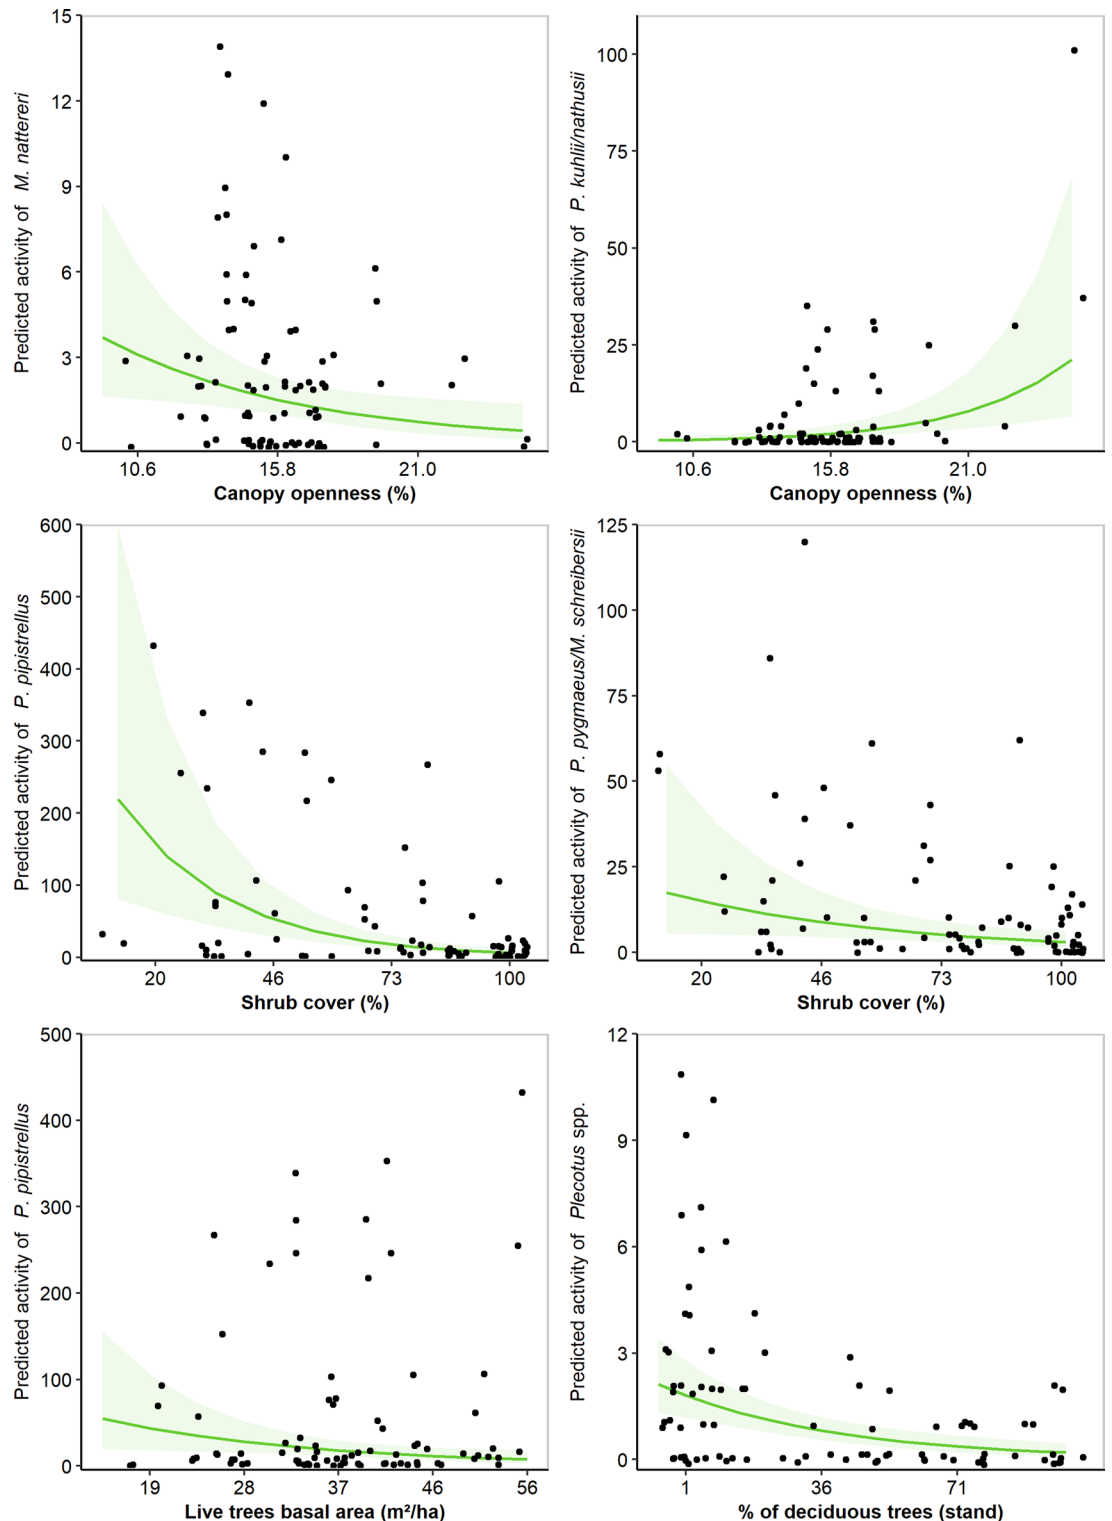 Predicted activity of M. nattereri
15
12
9
6
3
0
10.6 15.8 21.0
Canopy openness (%)
Predicted activity of P. kuhlii/nathusii
100
75
50
25
0
10.6 15.8 21.0
Canopy openness (%)
Predicted activity of P. pipistrellus
600
500
400
300
200
100
0
20 46 73 100
Shrub cover (%)
Predicted activity of P. pygmaeus/M. schreibersii
125
100
75
50
25
0
20 46 73 100
Shrub cover (%)
Predicted activity of P. pipistrellus
500
400
300
200
100
0
19 28 37 46 56
Live trees basal area (m²/ha)
Predicted activity of Plecotus spp.
12
9
6
3
0
1 36 71
% of deciduous trees (stand)